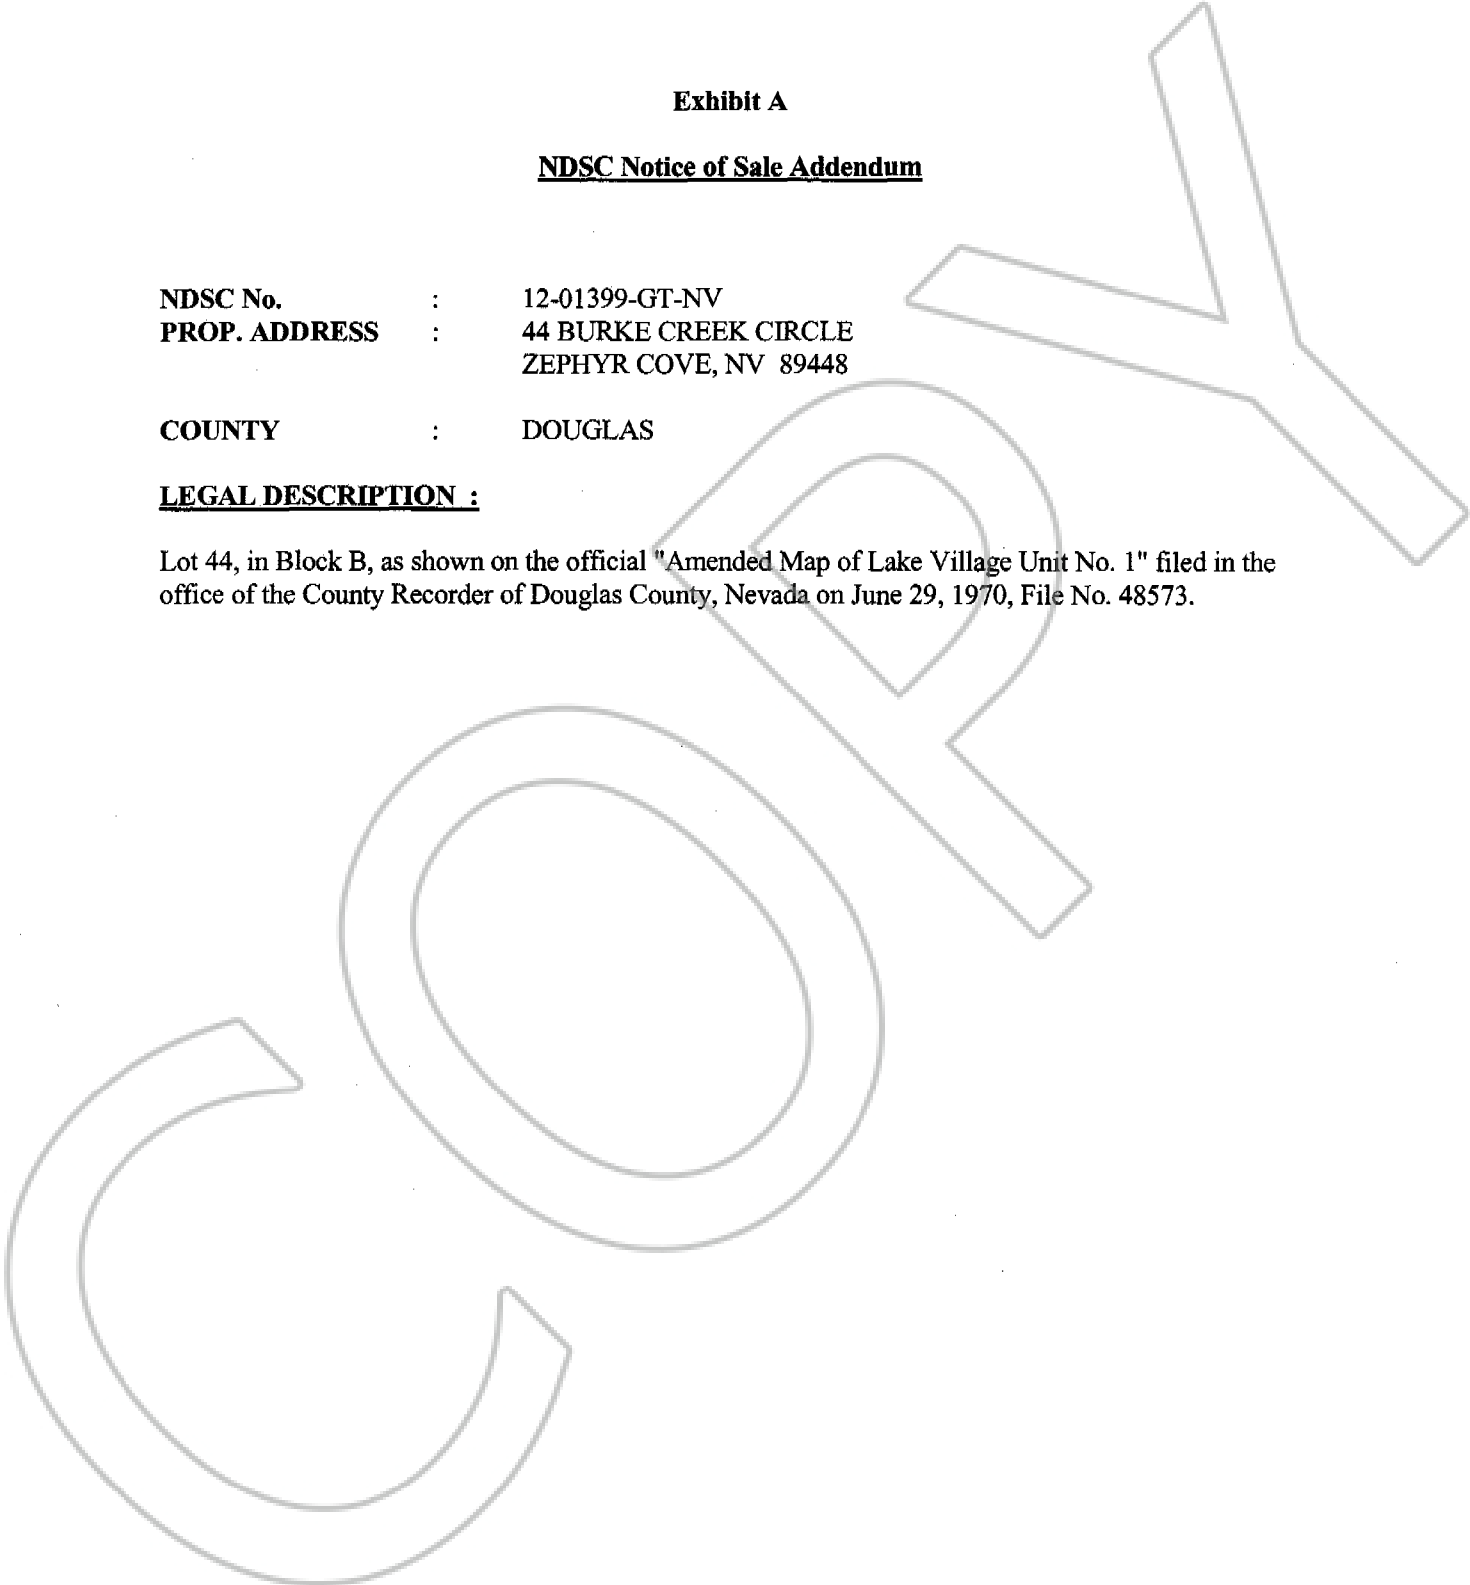 Exhibit A
NDSC Notice of Sale Addendum
NDSC No. : 12-01399-GT-NV
PROP. ADDRESS : 44 BURKE CREEK CIRCLE
ZEPHYR COVE, NV 89448
COUNTY : DOUGLAS
LEGAL DESCRIPTION :
Lot 44, in Block B, as shown on the official "Amended Map of Lake Village Unit No. 1" filed in the
office of the County Recorder of Douglas County, Nevada on June 29, 1970, File No. 48573.
COPY